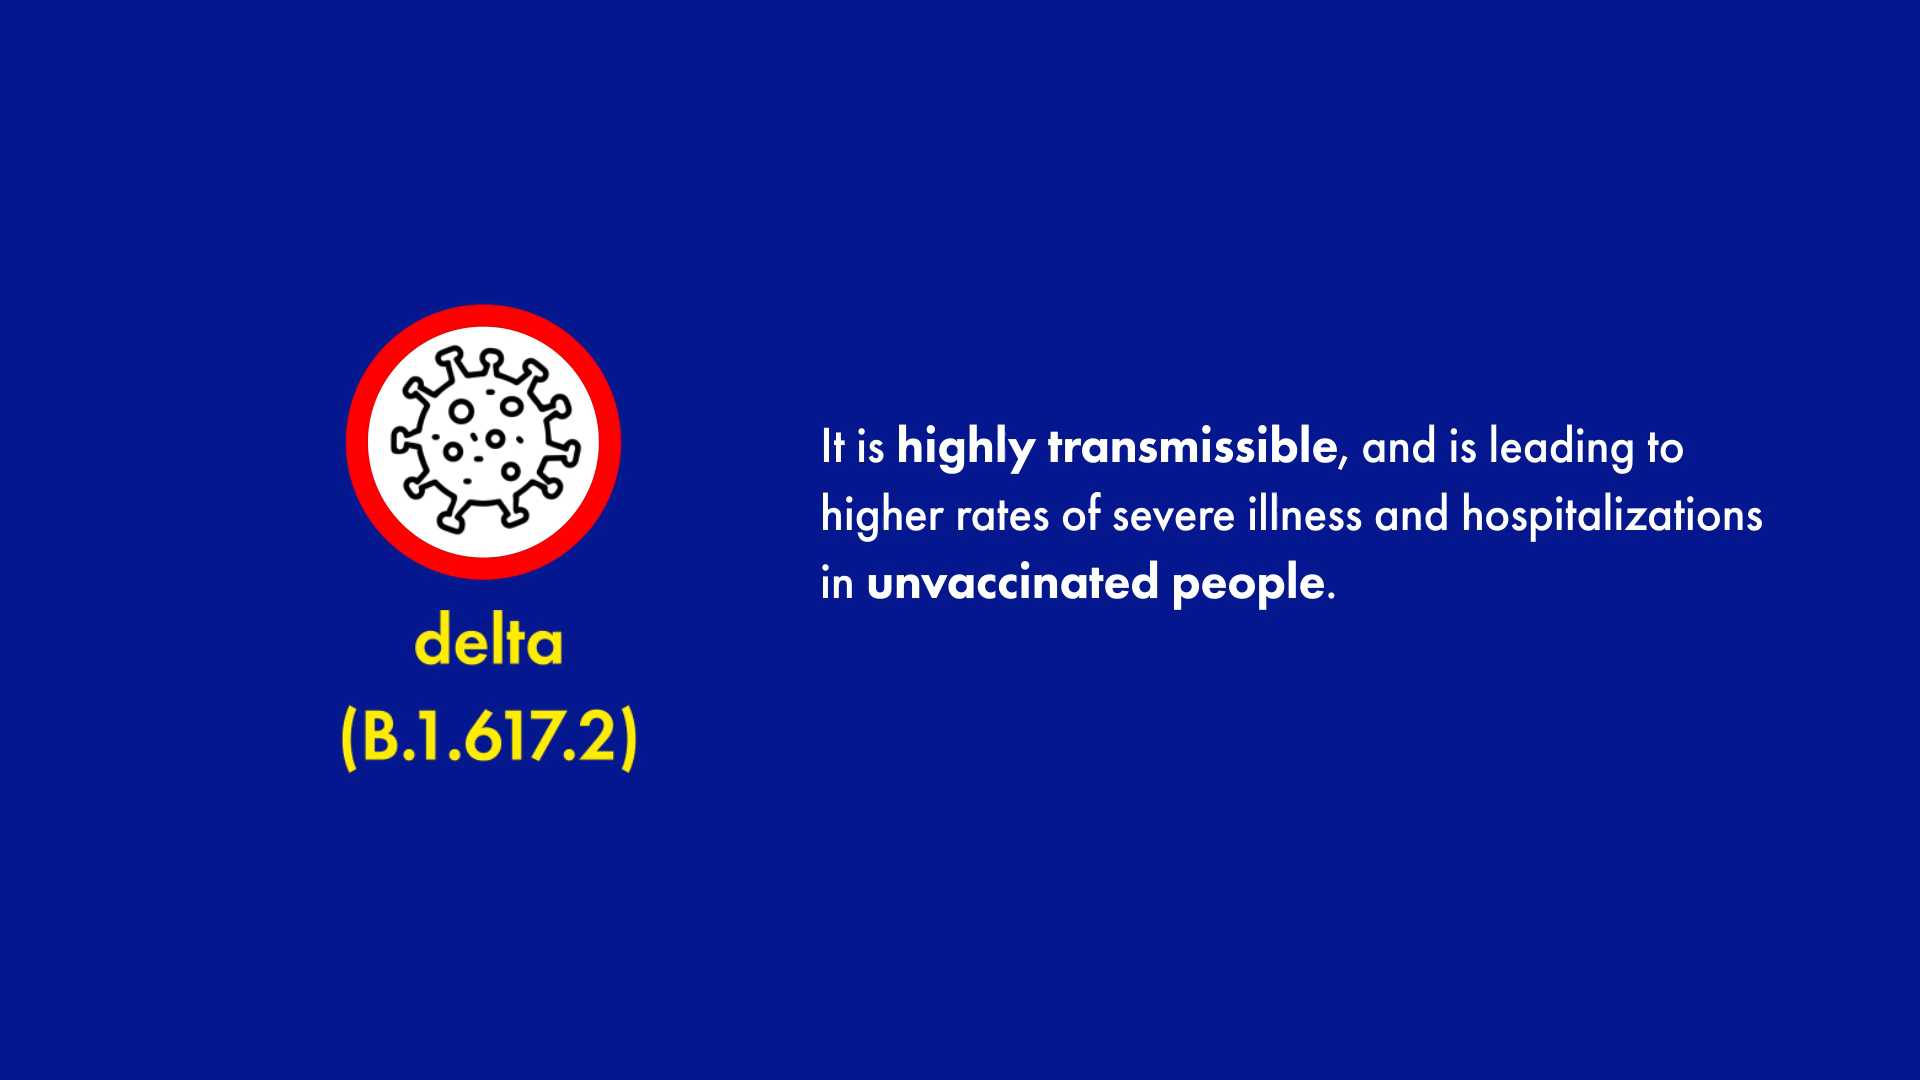 delta
(B.1.617.2)
It is highly transmissible, and is leading to
higher rates of severe illness and hospitalizations
in unvaccinated people.